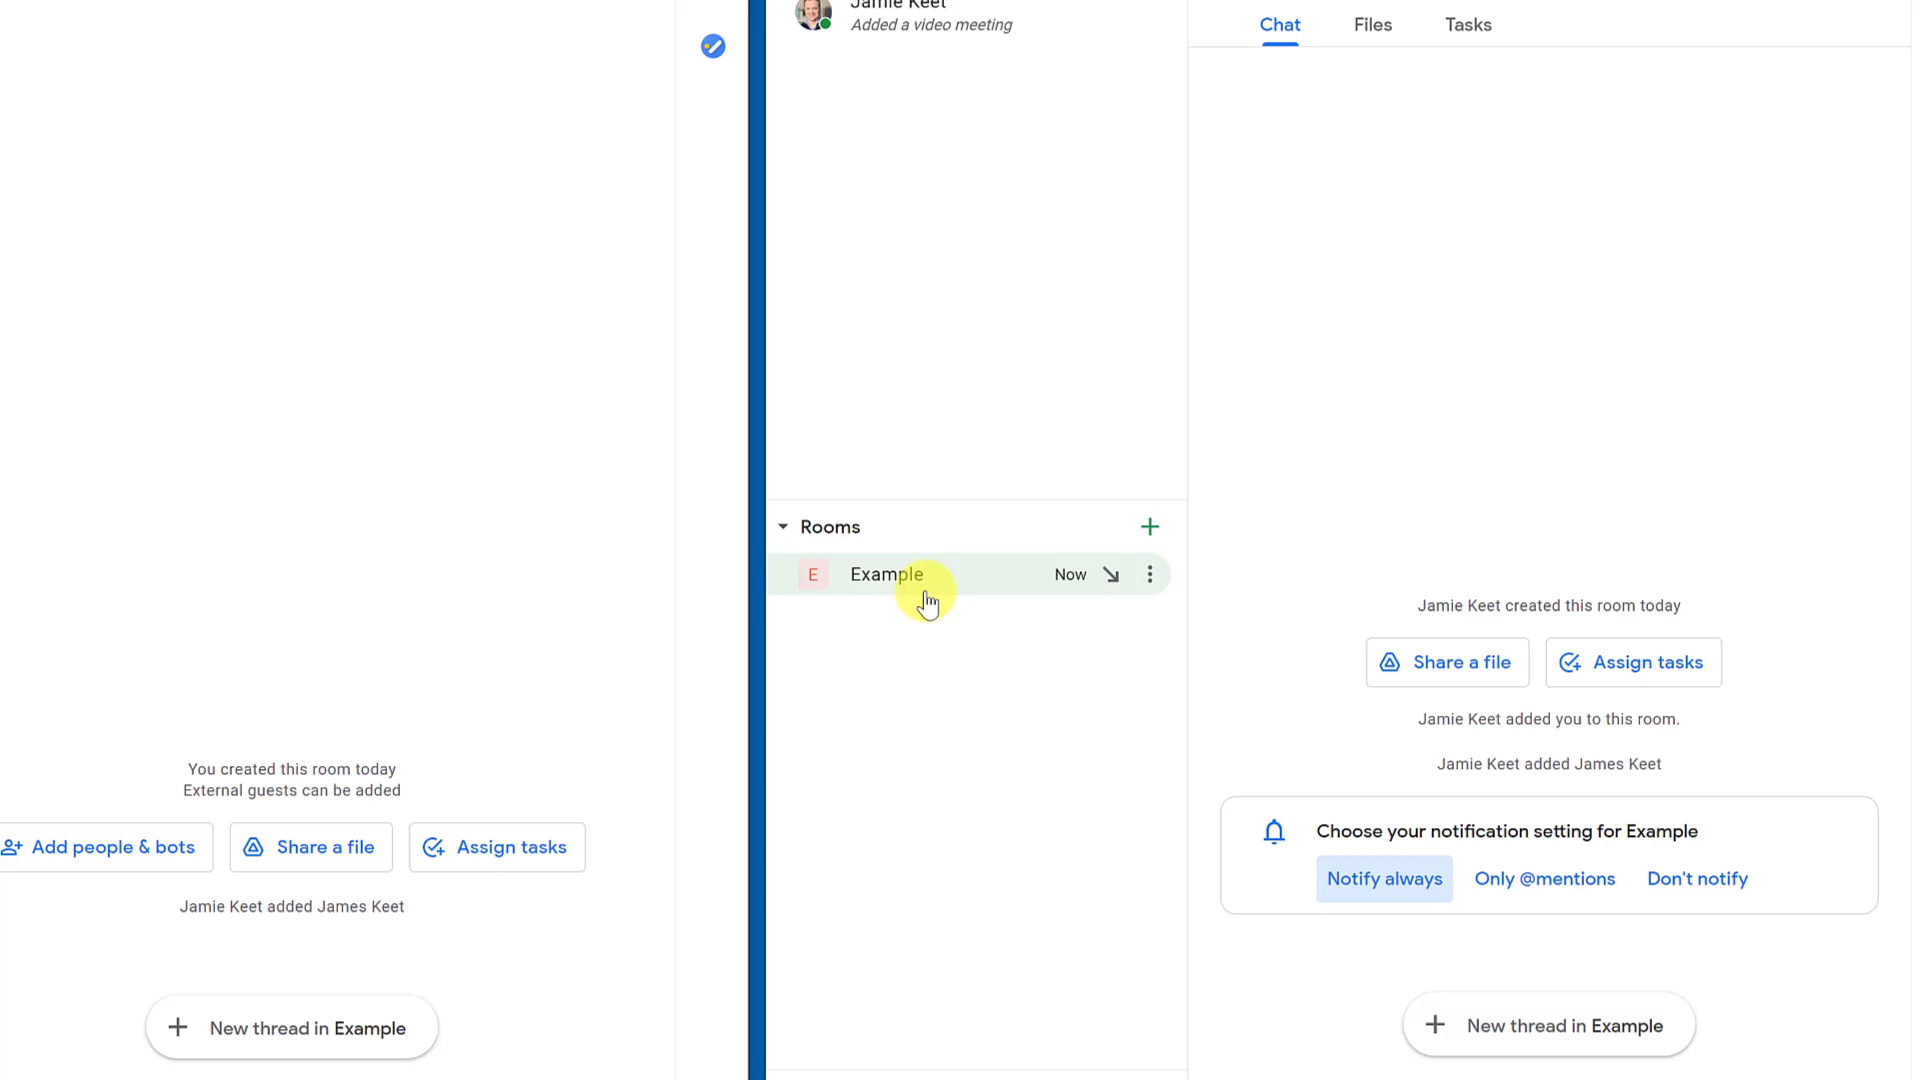 You created this room today
External guests can be added
Add people & bots
Share a file
Assign tasks
Jamie Keet added James Keet
New thread in Example
Jamie Keet
Added a video meeting
Rooms
E Example Now
Chat Files Tasks
Jamie Keet created this room today
Share a file
Assign tasks
Jamie Keet added you to this room.
Jamie Keet added James Keet
Choose your notification setting for Example
Notify always Only @mentions Don't notify
New thread in Example